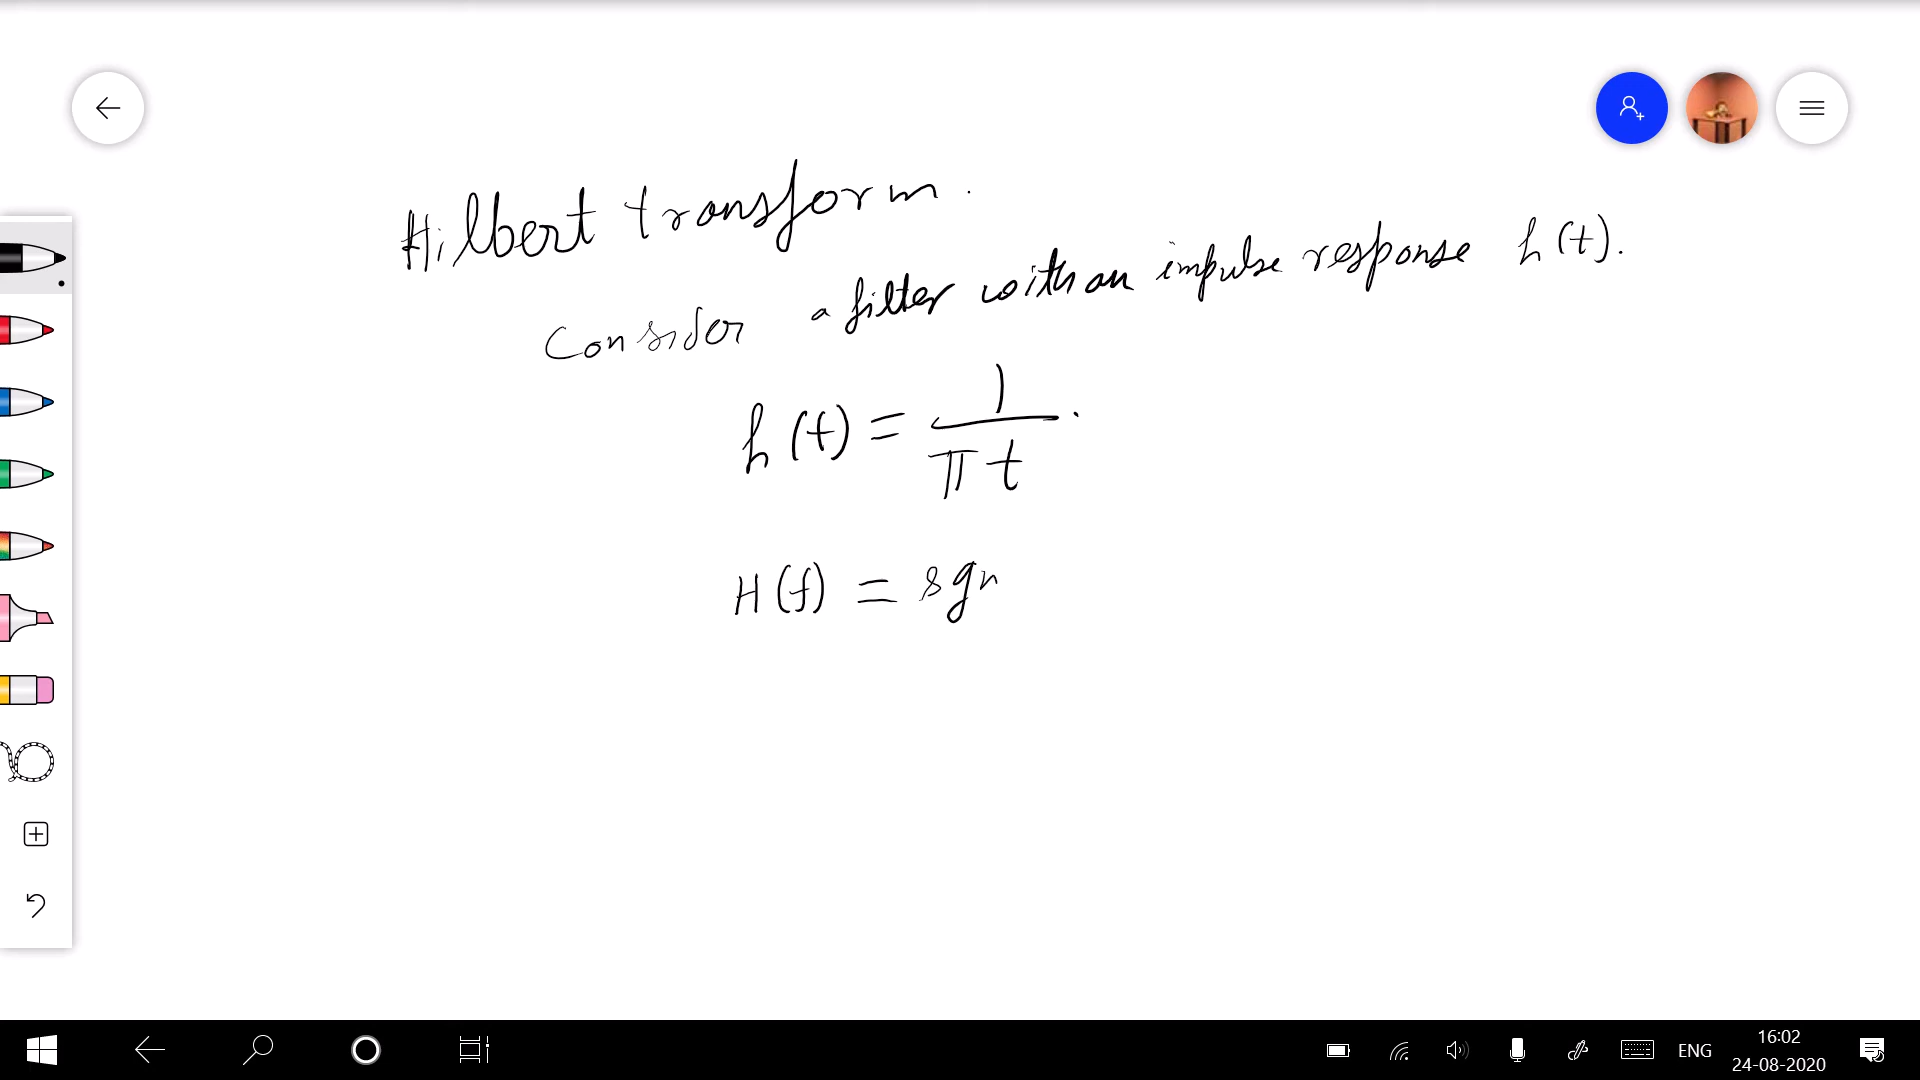 Hilbert transform.
Consider a filter with an impulse response h(t).
h(t) = 1/πt.
H(f) = sgn
ENG
16:02
24-08-2020